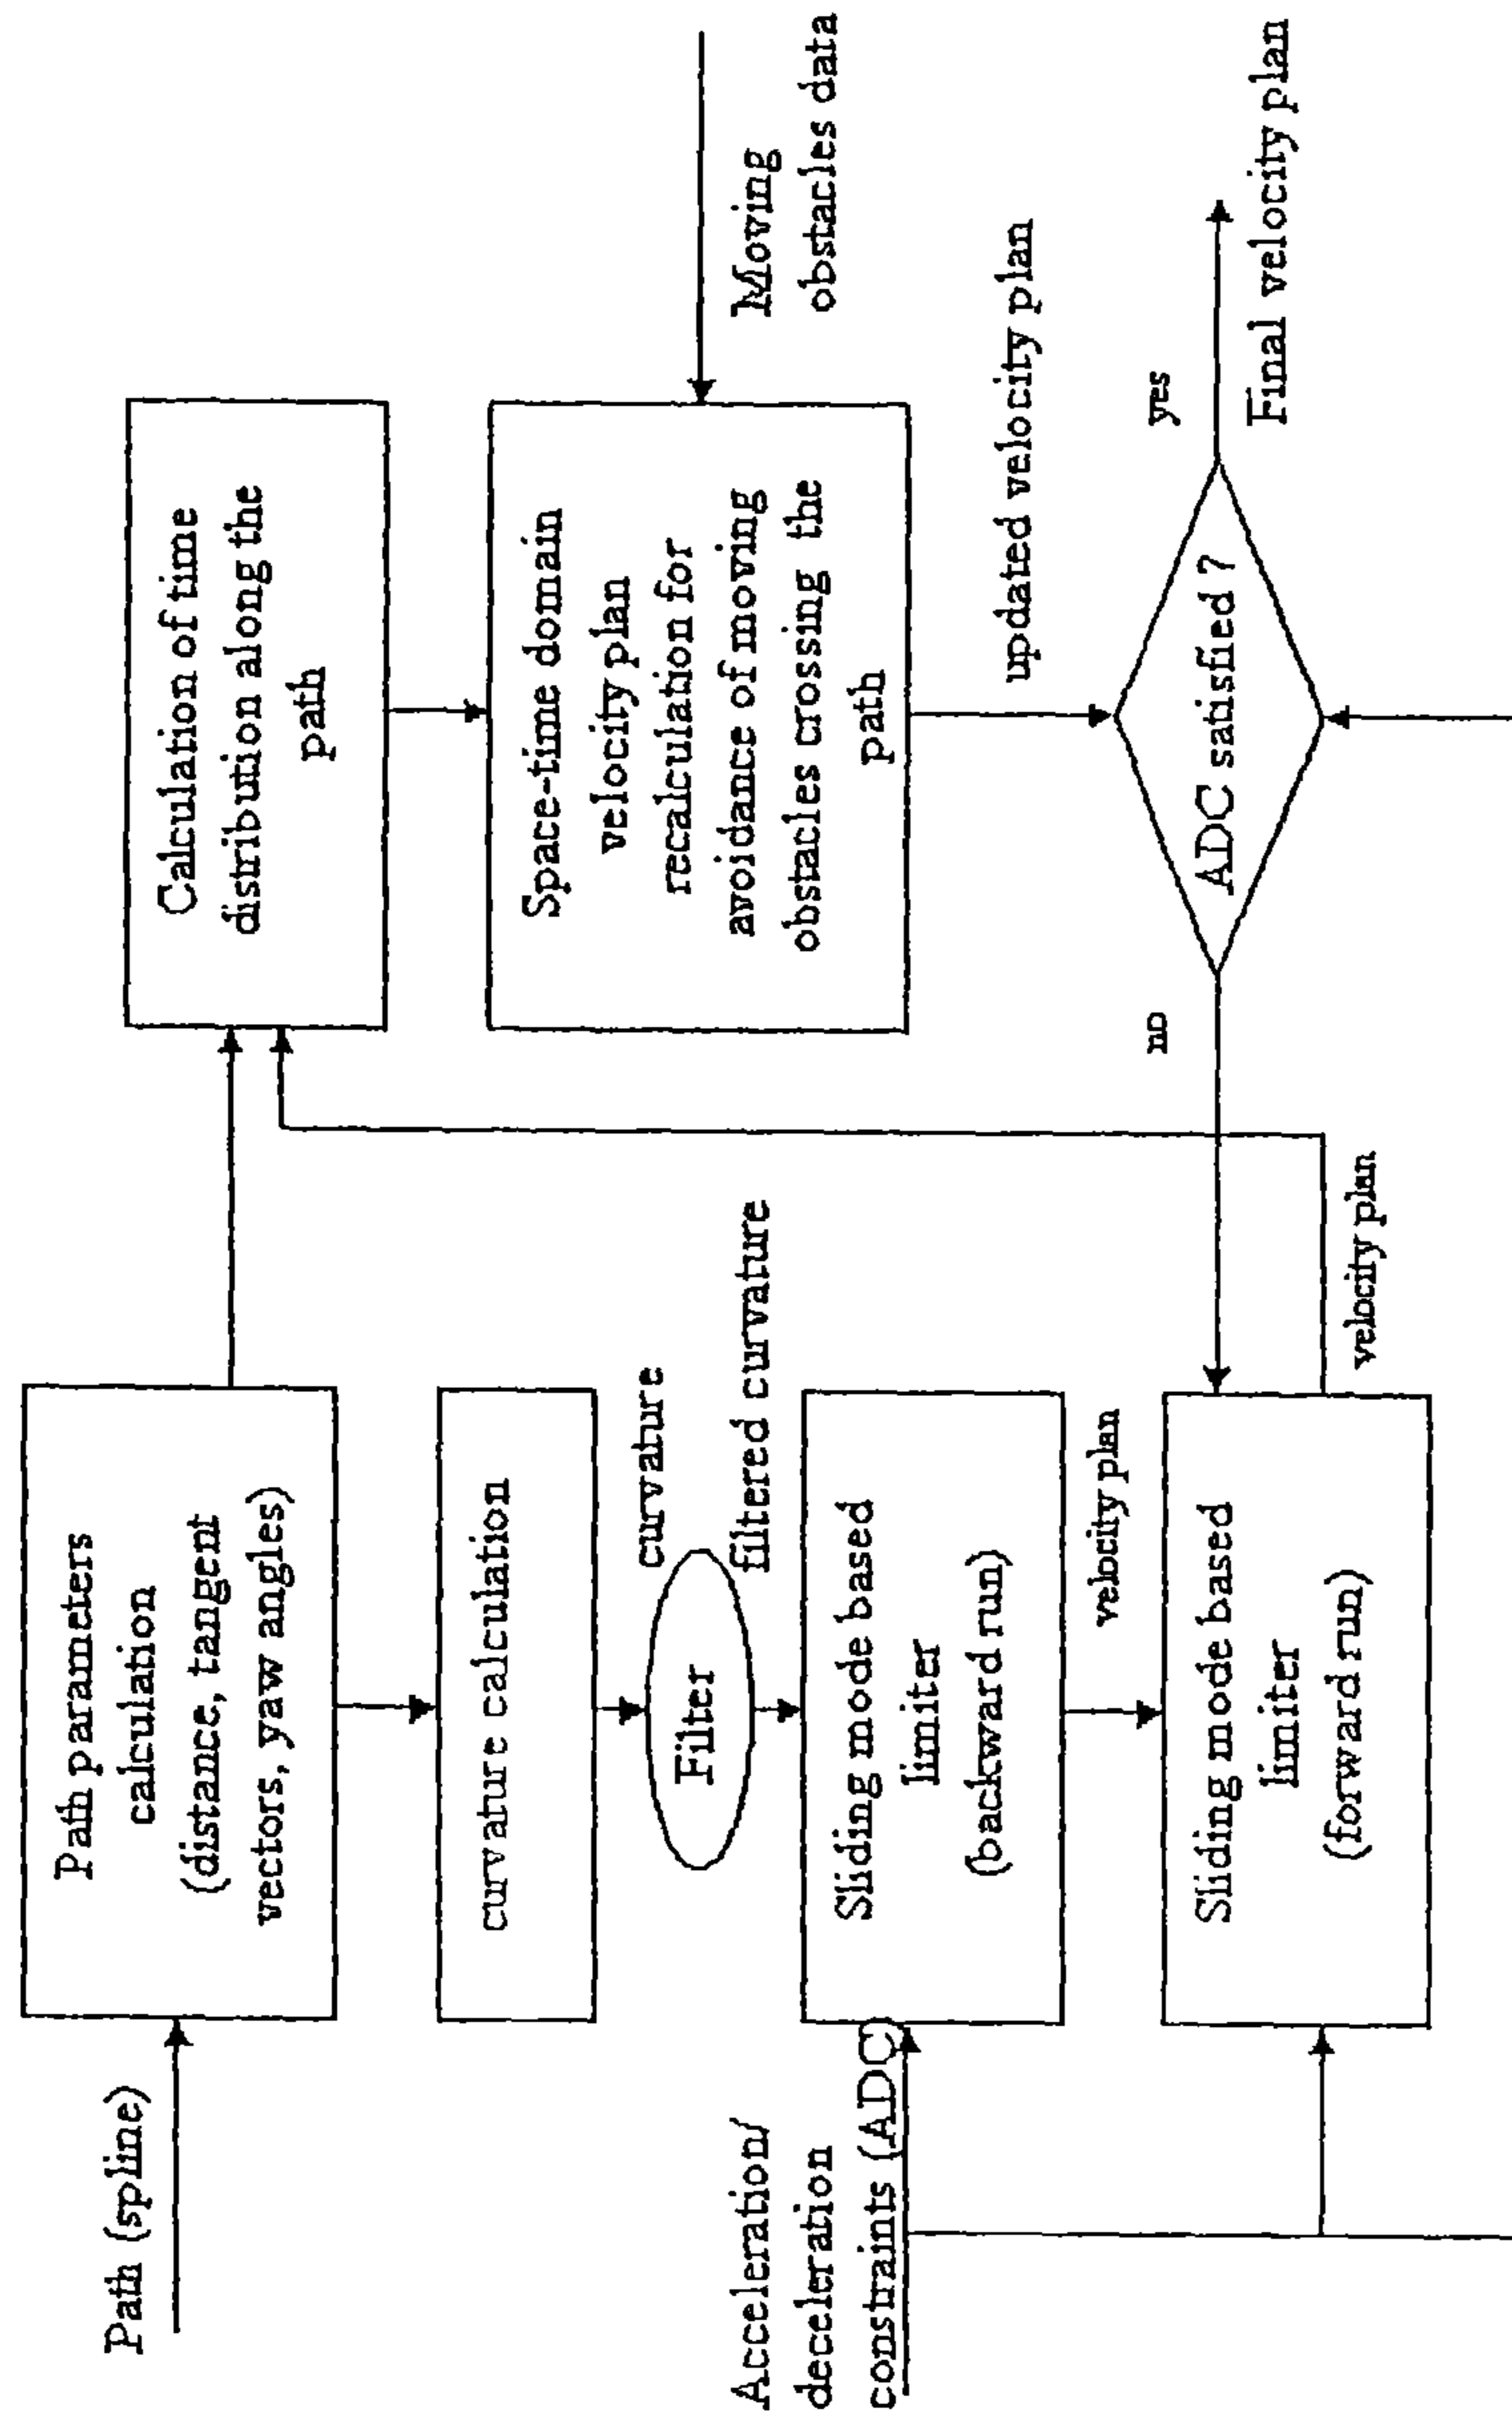 Path (spline)
Path parameters
calculation
(distance, tangent
vectors, yaw angles)
curvature calculation
curvature
Filter
filtered curvature
Acceleration/
deceleration
constraints (ADC)
Sliding mode based
limiter
(backward run)
velocity plan
Sliding mode based
limiter
(forward run)
velocity plan
Calculation of time
distribution along the
path
Space-time domain
velocity plan
recalculation for
avoidance of moving
obstacles crossing the
path
Moving
obstacles data
updated velocity plan
no
ADC satisfied ?
yes
Final velocity plan